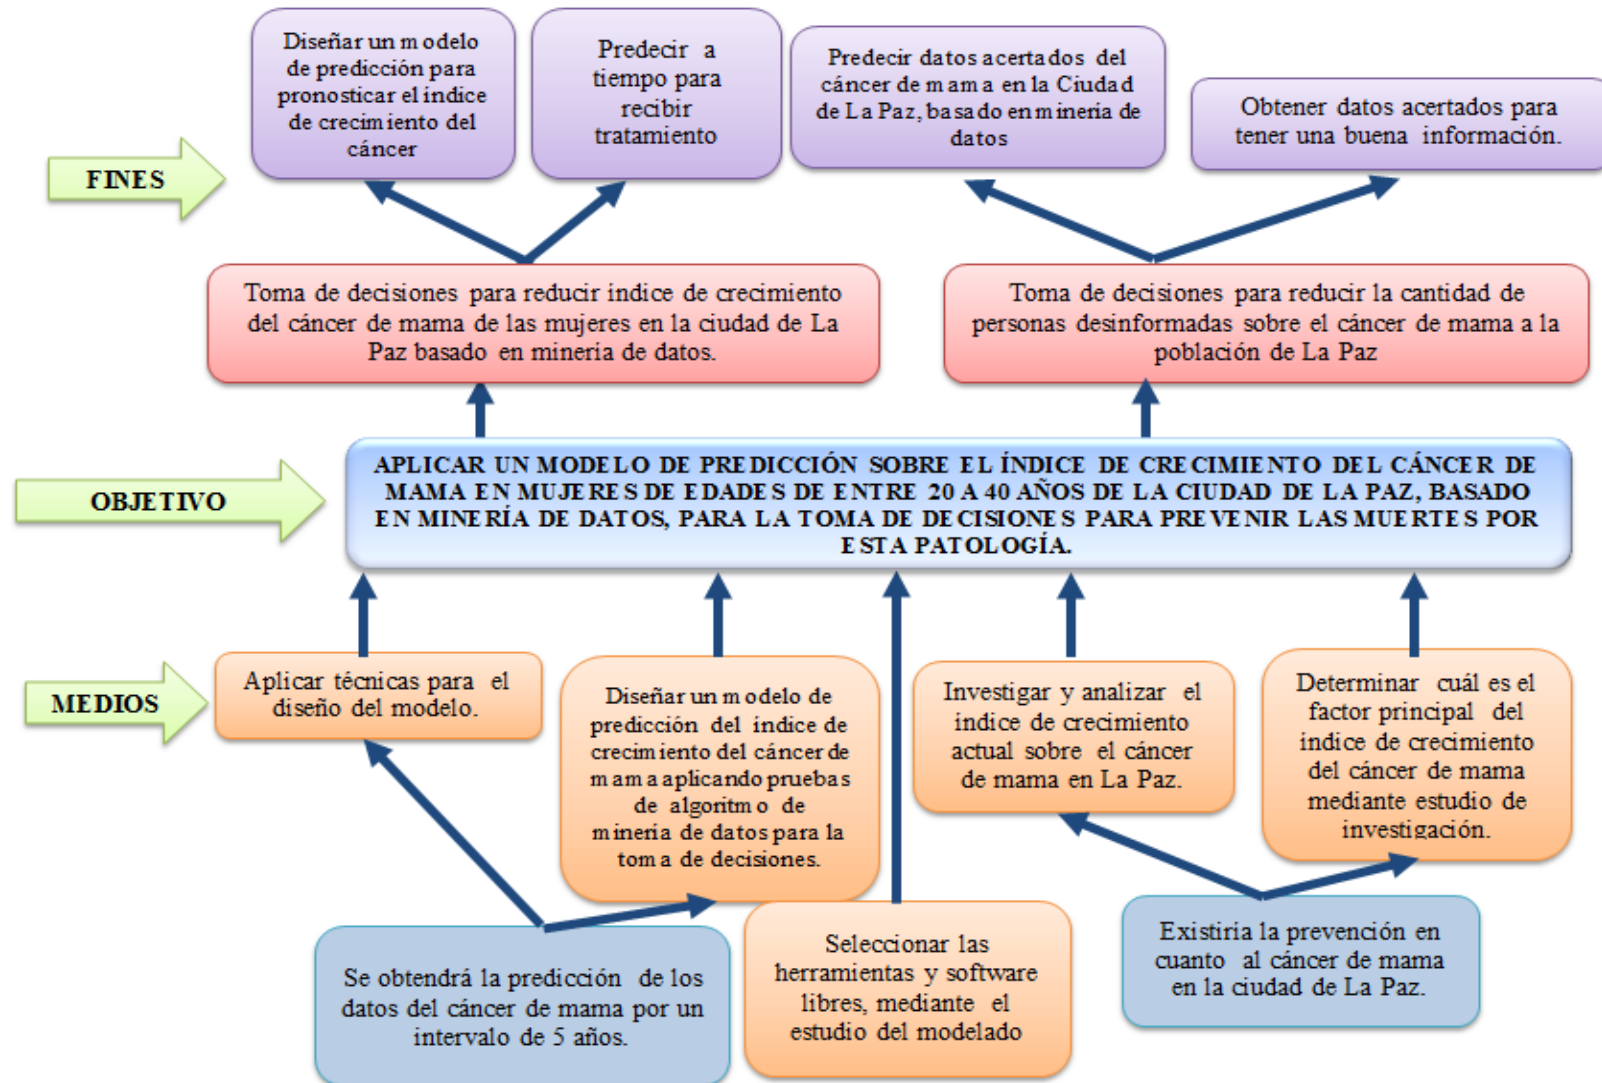 Diseñar un modelo
de predicción para
pronosticar el índice
de crecimiento del
cáncer
Predecir a
tiempo para
recibir
tratamiento
Predecir datos acertados del
cáncer de mama en la Ciudad
de La Paz, basado en minería de
datos
Obtener datos acertados para
tener una buena información.
FINES
Toma de decisiones para reducir índice de crecimiento
del cáncer de mama de las mujeres en la ciudad de La
Paz basado en minería de datos.
Toma de decisiones para reducir la cantidad de
personas desinformadas sobre el cáncer de mama a la
población de La Paz
OBJETIVO
APLICAR UN MODELO DE PREDICCIÓN SOBRE EL ÍNDICE DE CRECIMIENTO DEL CÁNCER DE
MAMA EN MUJERES DE EDADES DE ENTRE 20 A 40 AÑOS DE LA CIUDAD DE LA PAZ, BASADO
EN MINERÍA DE DATOS, PARA LA TOMA DE DECISIONES PARA PREVENIR LAS MUERTES POR
ESTA PATOLOGÍA.
MEDIOS
Aplicar técnicas para el
diseño del modelo.
Diseñar un modelo de
predicción del índice de
crecimiento del cáncer de
mama aplicando pruebas
de algoritmo de
minería de datos para la
toma de decisiones.
Investigar y analizar el
índice de crecimiento
actual sobre el cáncer
de mama en La Paz.
Determinar cuál es el
factor principal del
índice de crecimiento
del cáncer de mama
mediante estudio de
investigación.
Se obtendrá la predicción de los
datos del cáncer de mama por un
intervalo de 5 años.
Seleccionar las
herramientas y software
libres, mediante el
estudio del modelado
Existiría la prevención en
cuanto al cáncer de mama
en la ciudad de La Paz.